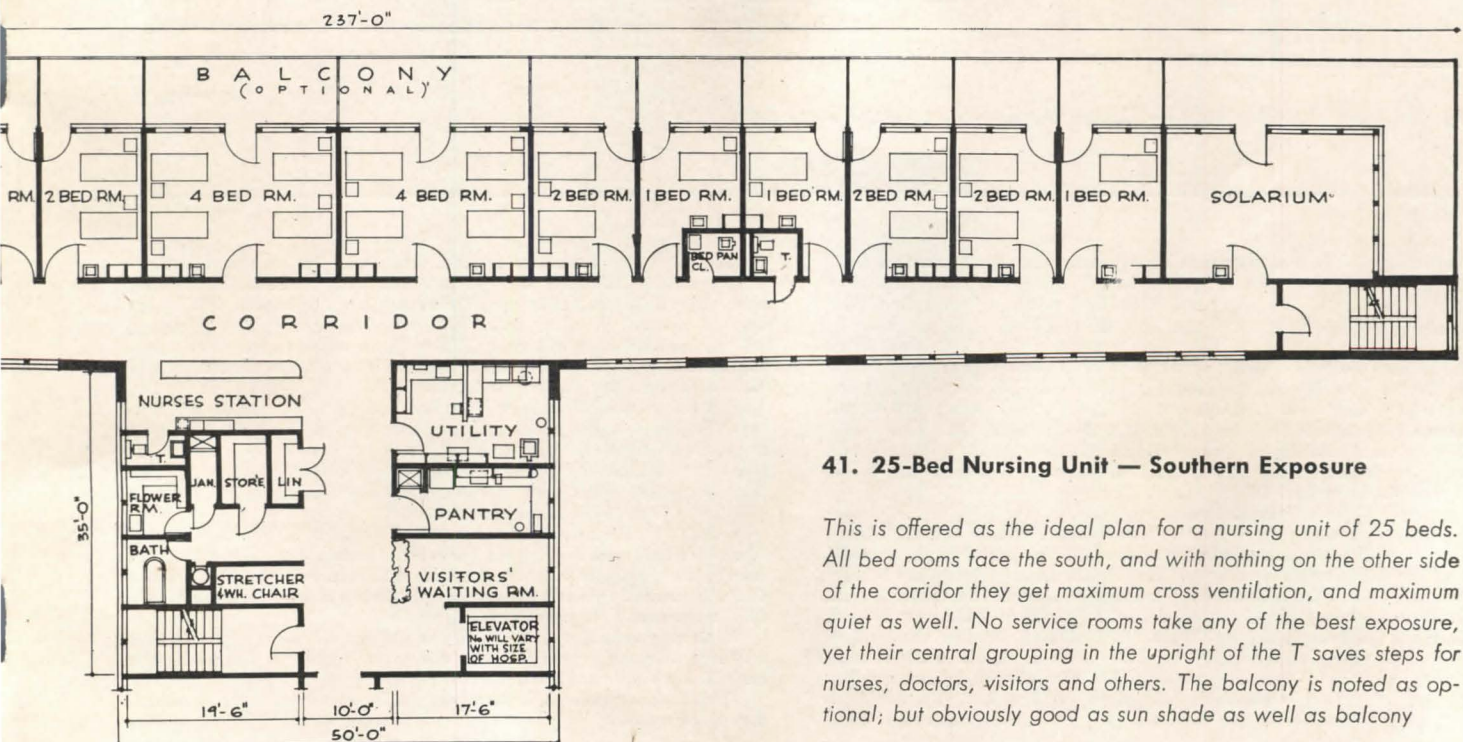 237'-0"
BALCONY
(OPTIONAL)
RM. 2 BED RM. 4 BED RM. 4 BED RM. 2 BED RM. 1 BED RM. 1 BED RM. 2 BED RM. 2 BED RM. 1 BED RM. SOLARIUM
BED PAN
CL.
T.
CORRIDOR
NURSES STATION
T.
FLOWER
RM.
JAN.
STOR'E
LIN
BATH
STRETCHER
& WH. CHAIR
UTILITY
PANTRY
VISITORS'
WAITING RM.
ELEVATOR
No WILL VARY
WITH SIZE
OF HOSP.
35'-0"
19'-6" 10'-0" 17'-6"
50'-0"
41. 25-Bed Nursing Unit — Southern Exposure
This is offered as the ideal plan for a nursing unit of 25 beds.
All bed rooms face the south, and with nothing on the other side
of the corridor they get maximum cross ventilation, and maximum
quiet as well. No service rooms take any of the best exposure,
yet their central grouping in the upright of the T saves steps for
nurses, doctors, visitors and others. The balcony is noted as op-
tional; but obviously good as sun shade as well as balcony